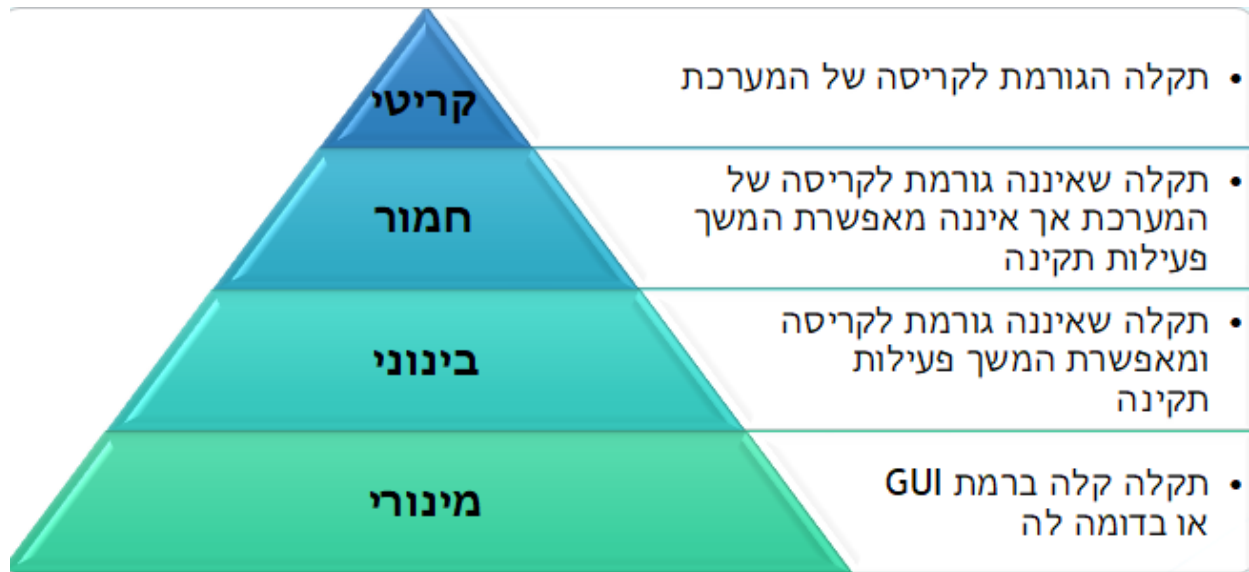 קריטי
• תקלה הגורמת לקריסה של המערכת
חמור
• תקלה שאיננה גורמת לקריסה של
המערכת אך איננה מאפשרת המשך
פעילות תקינה
בינוני
• תקלה שאיננה גורמת לקריסה
ומאפשרת המשך פעילות
תקינה
מינורי
• תקלה קלה ברמת GUI
או בדומה לה